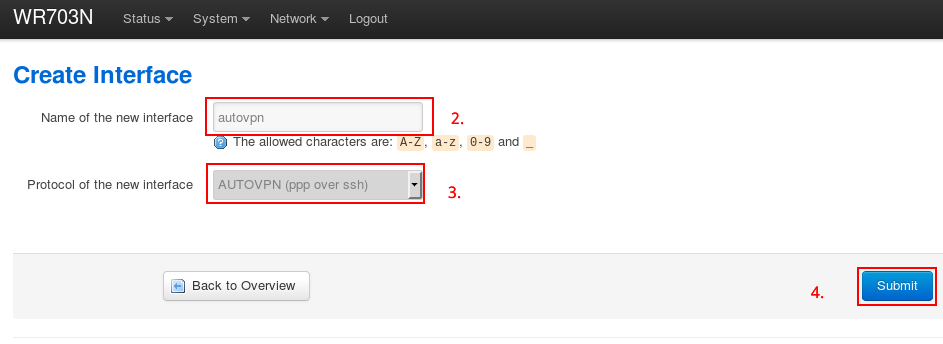 WR703N Status System Network Logout
Create Interface
Name of the new interface autovpn 2.
The allowed characters are: A-Z, a-z, 0-9 and _
Protocol of the new interface AUTOVPN (ppp over ssh) 3.
Back to Overview 4. Submit